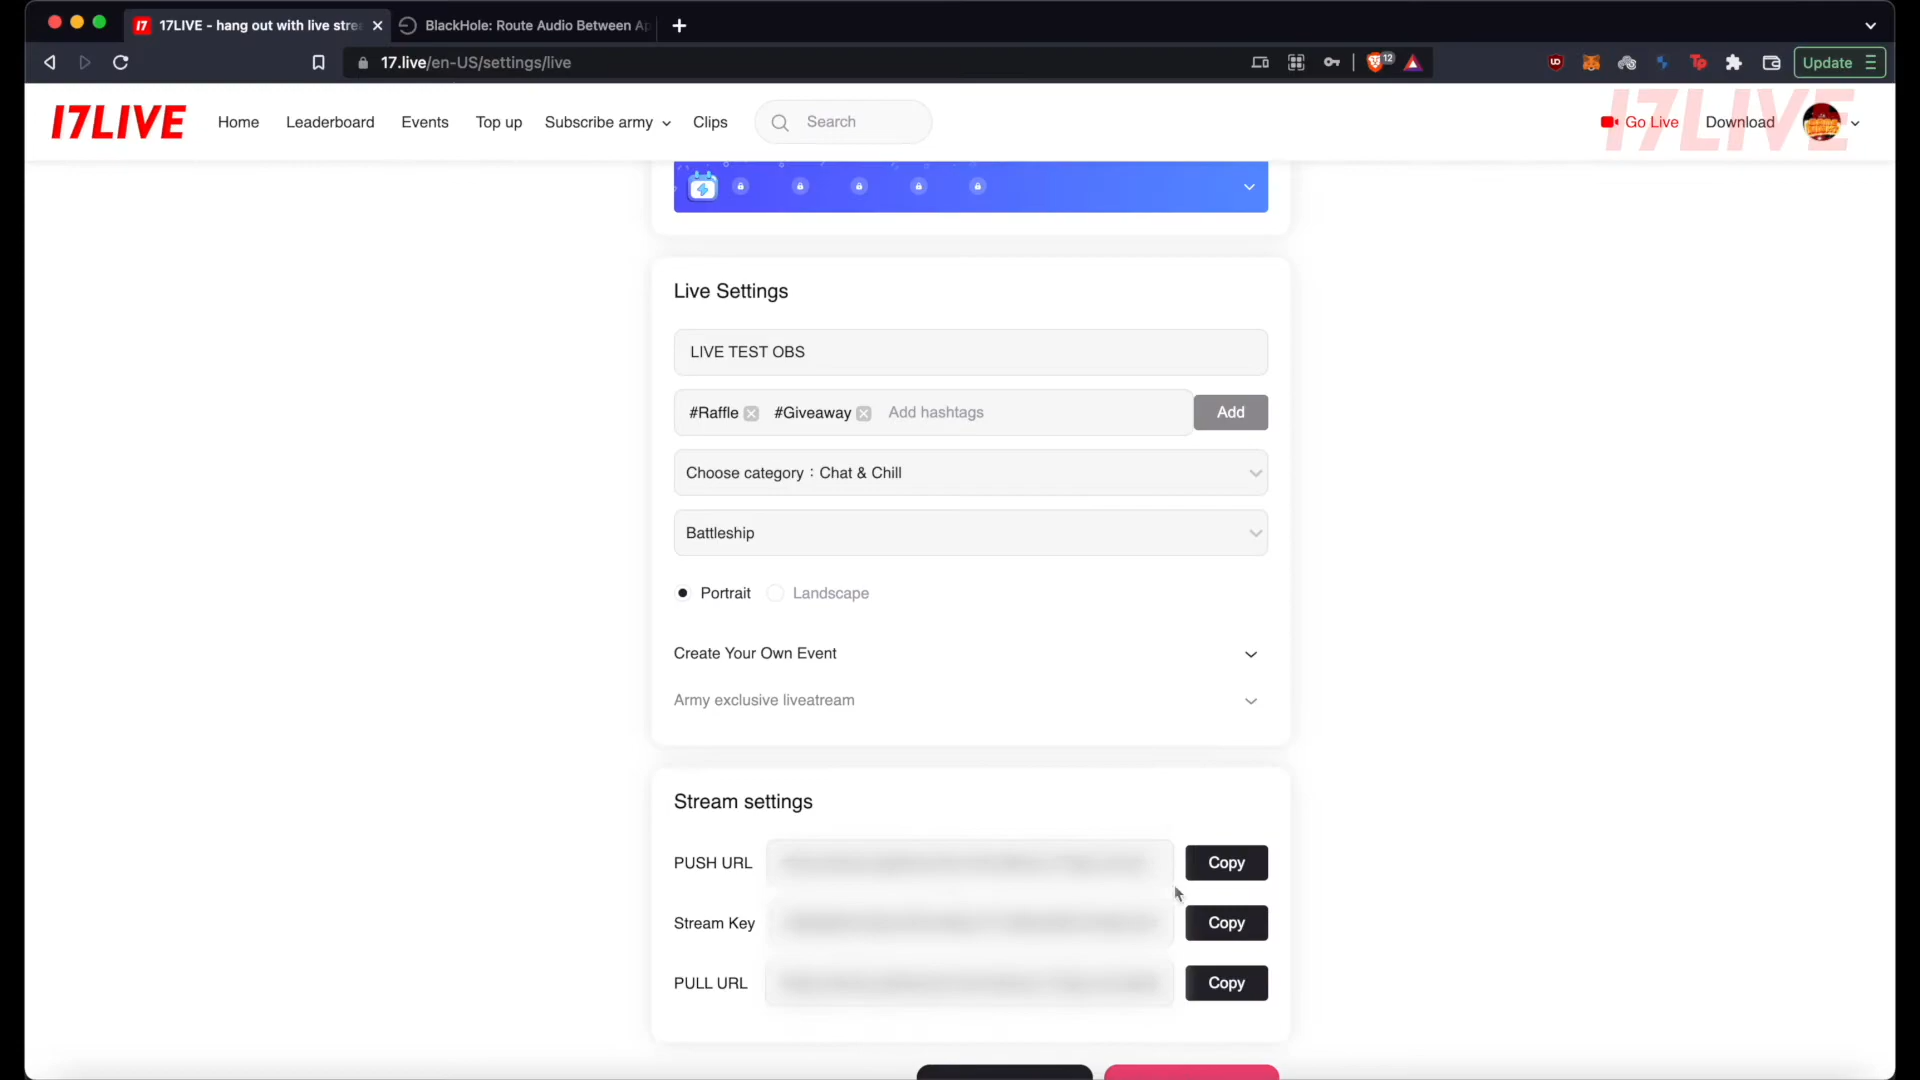 17LIVE - hang out with live stre
BlackHole: Route Audio Between Ap
17.live/en-US/settings/live
12
Update
17LIVE
Home
Leaderboard
Events
Top up
Subscribe army
Clips
Search
Go Live
Download
17LIVE
Live Settings
LIVE TEST OBS
#Raffle #Giveaway Add hashtags
Add
Choose category：Chat & Chill
Battleship
Portrait Landscape
Create Your Own Event
Army exclusive liveatream
Stream settings
PUSH URL Copy
Stream Key Copy
PULL URL Copy